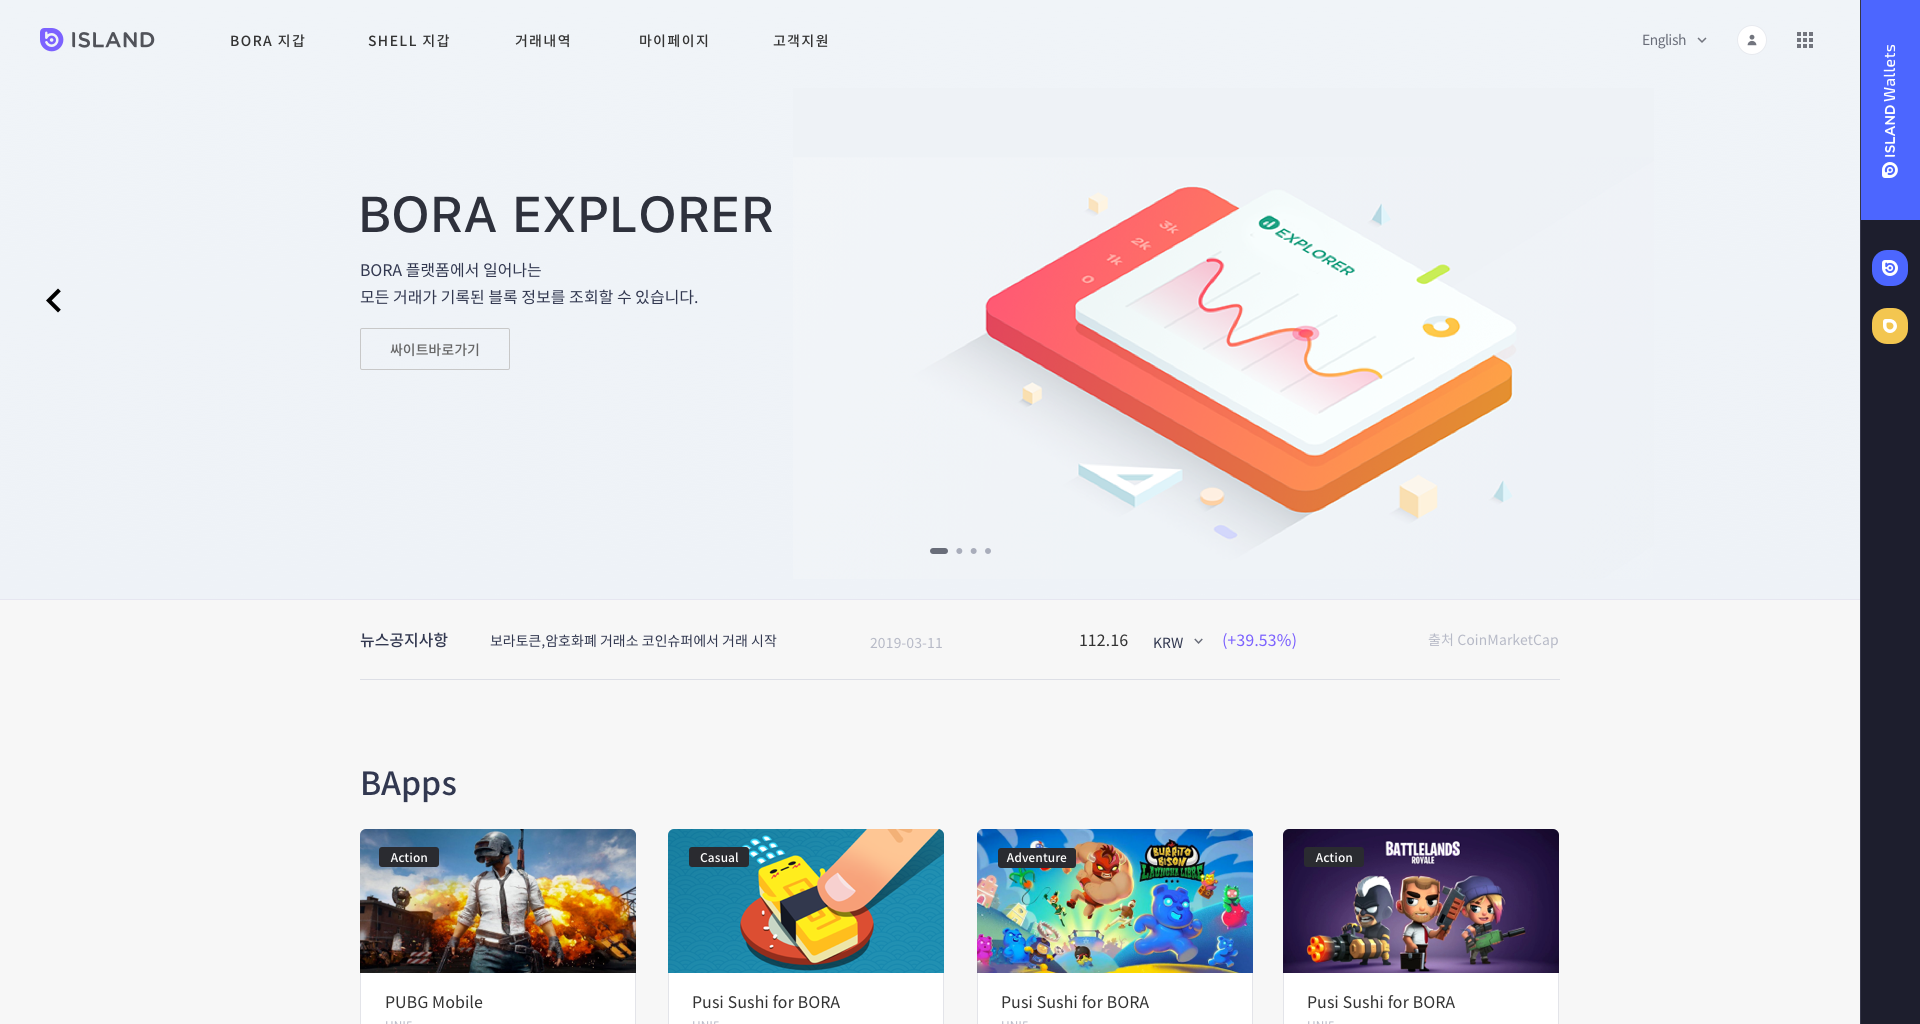 ISLAND
BORA 지갑
SHELL 지갑
거래내역
마이페이지
고객지원
English
ISLAND Wallets
BORA EXPLORER
BORA 플랫폼에서 일어나는
모든 거래가 기록된 블록 정보를 조회할 수 있습니다.
싸이트바로가기
EXPLORER
3k
2k
1k
0
뉴스공지사항
보라토큰,암호화폐 거래소 코인슈퍼에서 거래 시작
2019-03-11
112.16
KRW
(+39.53%)
출처 CoinMarketCap
BApps
Action
Casual
Adventure
BURRITO
BISON
LAUNCHA LIBRE
Action
BATTLELANDS
ROYALE
PUBG Mobile
Pusi Sushi for BORA
Pusi Sushi for BORA
Pusi Sushi for BORA